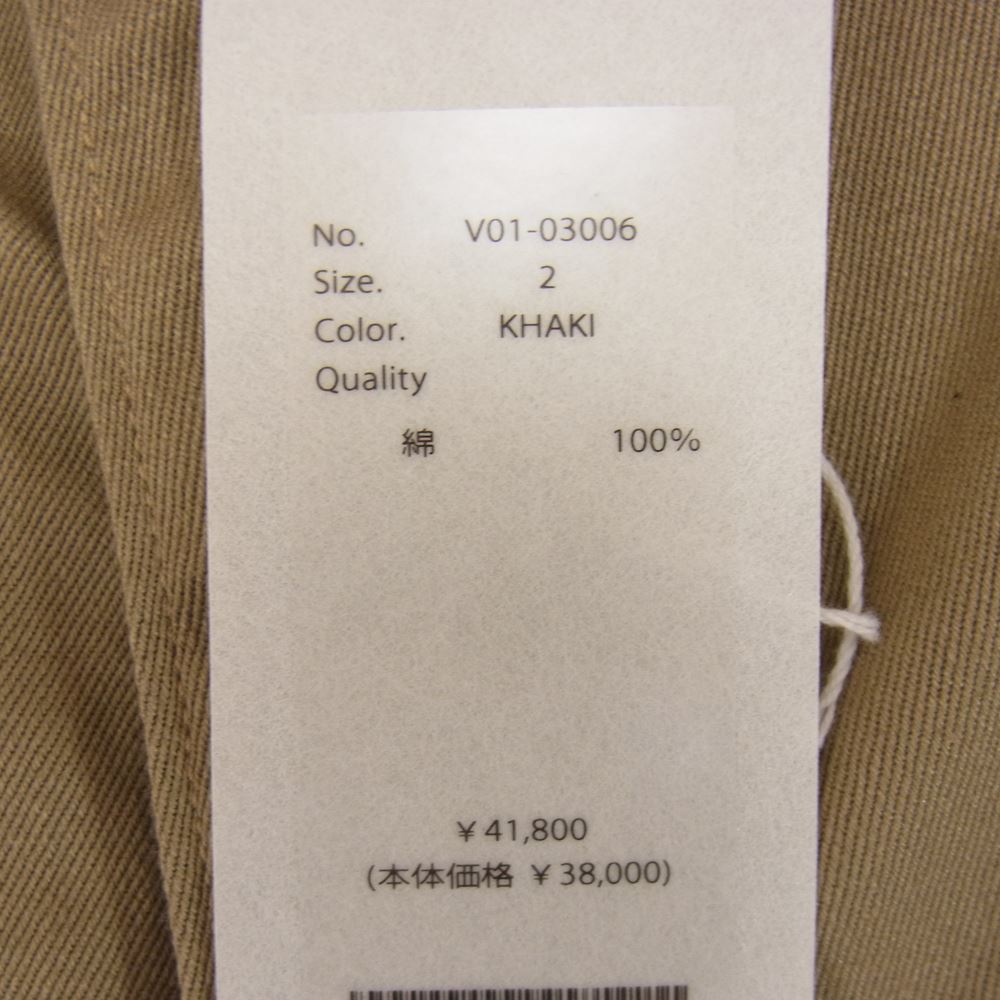 No. V01-03006
Size. 2
Color. KHAKI
Quality
綿 100%
¥ 41,800
(本体価格 ¥ 38,000)